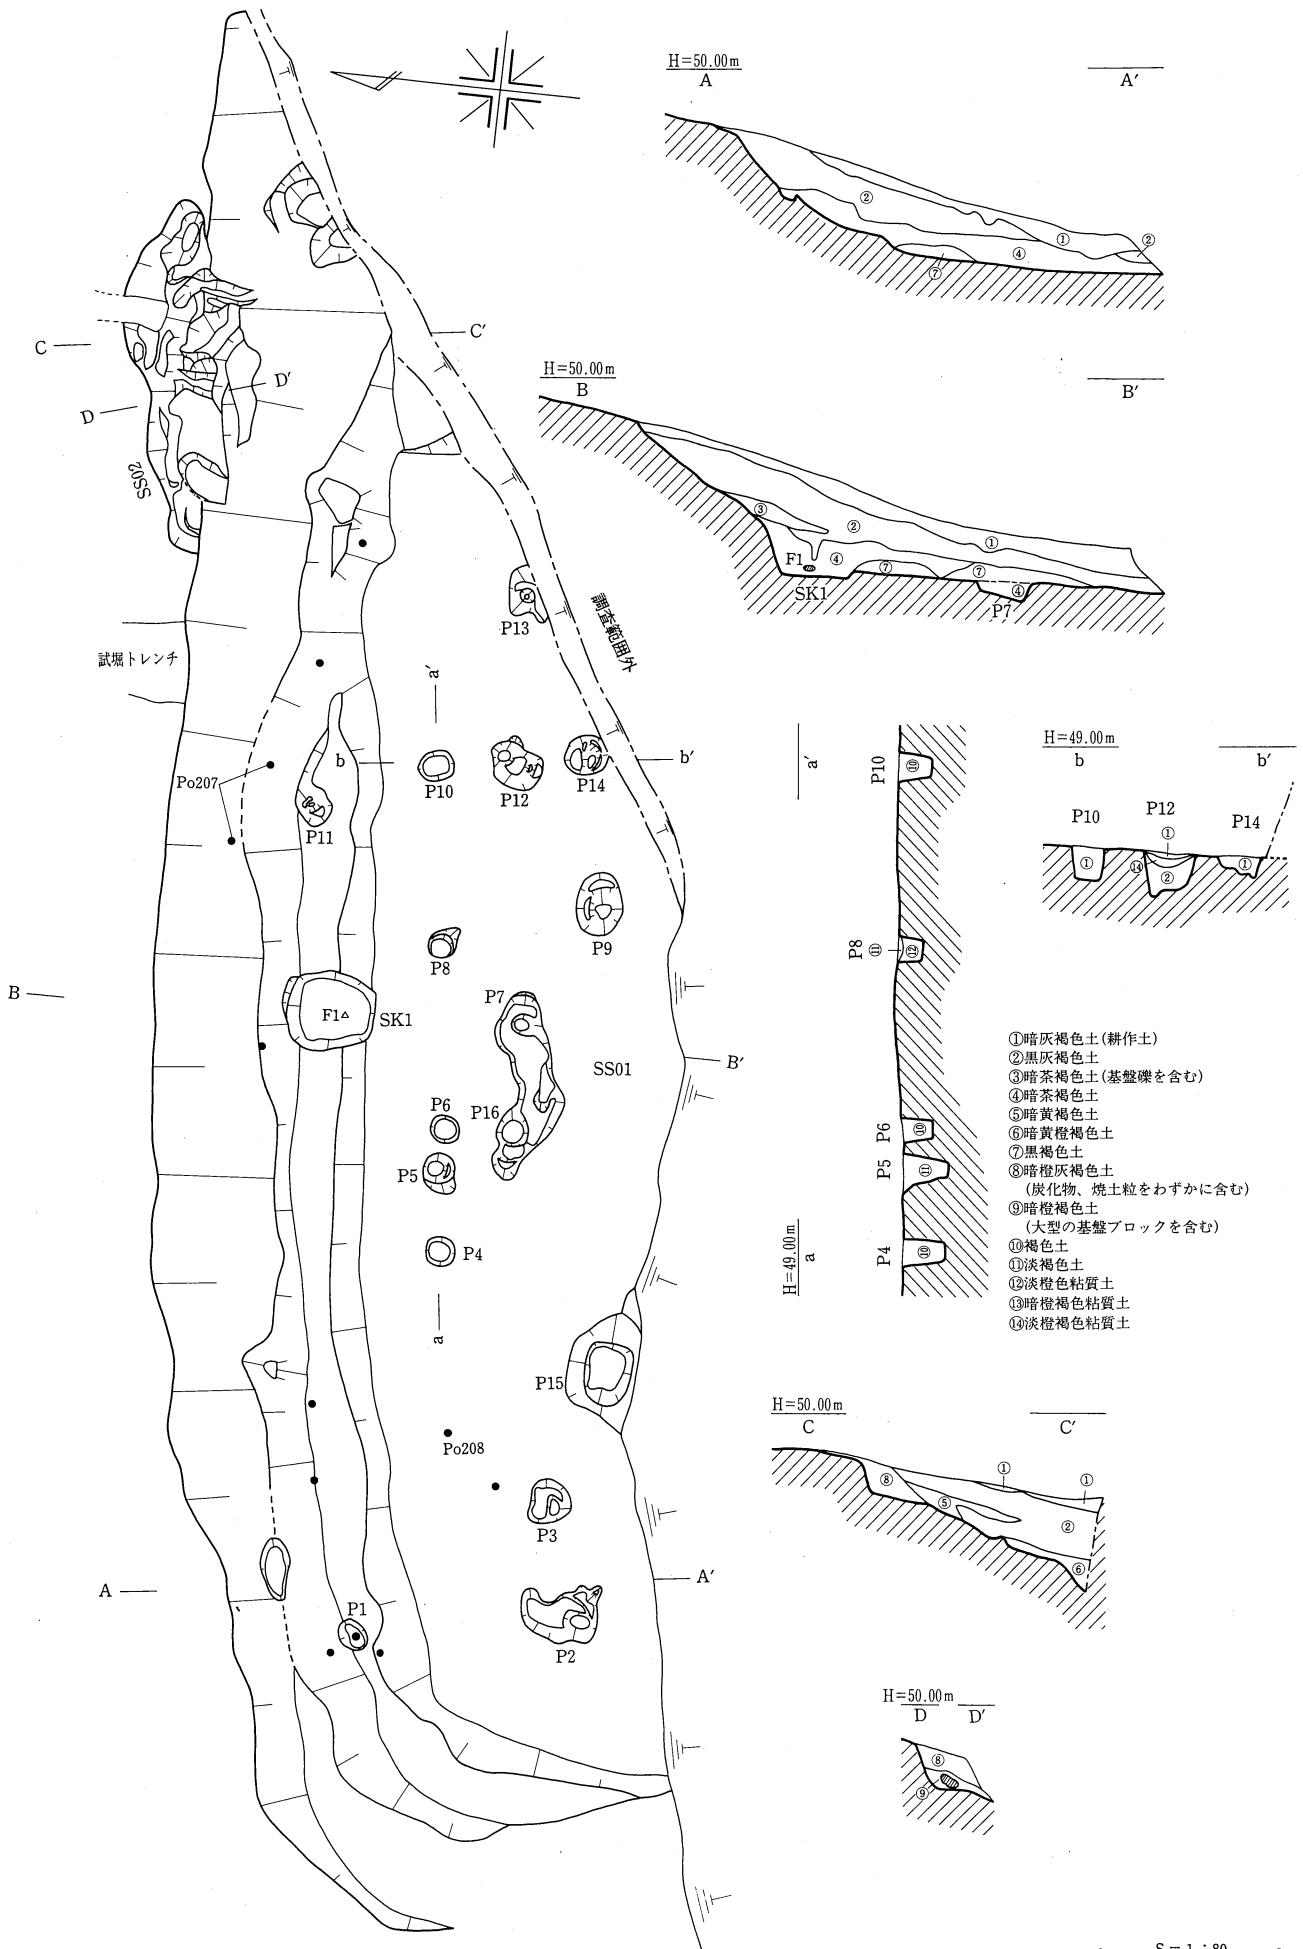 H=50.00m
A
A′
C
C′
D
D′
SS02
H=50.00m
B
B′
②
①
②
④
⑦
③
②
①
F1
④
⑦
⑦
④
SK1
P7
P13
調査範囲外
試堀トレンチ
a′
b
b′
Po207
P10
P12
P14
P11
P9
P8
B
F1
SK1
P7
SS01
B′
P6
P16
P5
P4
a
P15
Po208
P3
A
A′
P1
P2
a′
P10
⑩
P8
⑪
⑫
P6
⑩
P5
⑪
P4
⑩
H=49.00m
a
H=49.00m
b
b′
P10
P12
P14
①
①
⑭
②
①
①暗灰褐色土(耕作土)
②黒灰褐色土
③暗茶褐色土(基盤礫を含む)
④暗茶褐色土
⑤暗黄褐色土
⑥暗黄橙褐色土
⑦黒褐色土
⑧暗橙灰褐色土
(炭化物、焼土粒をわずかに含む)
⑨暗橙褐色土
(大型の基盤ブロックを含む)
⑩褐色土
⑪淡褐色土
⑫淡橙色粘質土
⑬暗橙褐色粘質土
⑭淡橙褐色粘質土
H=50.00m
C
C′
⑧
①
①
⑤
②
⑥
H=50.00m
D
D′
⑧
⑨